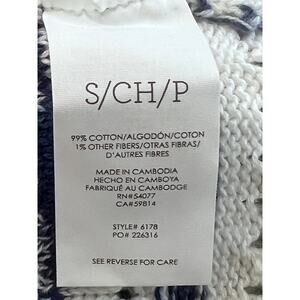 S/CH/P
99% COTTON/ALGODÓN/COTON
1% OTHER FIBERS/OTRAS FIBRAS/
D'AUTRES FIBRES
MADE IN CAMBODIA
HECHO EN CAMBOYA
FABRIQUÉ AU CAMBODGE
RN#54077
CA#59814
STYLE# 6178
PO# 226316
SEE REVERSE FOR CARE